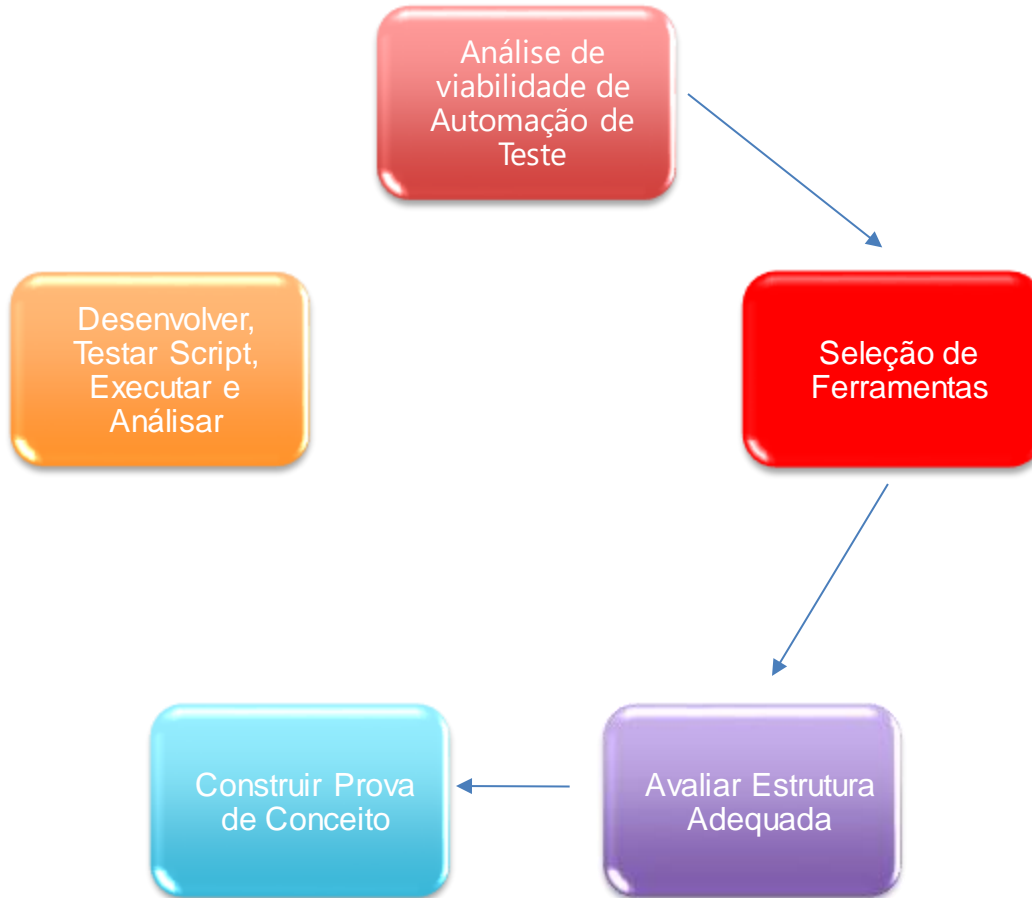 Análise de
viabilidade de
Automação de
Teste
Desenvolver,
Testar Script,
Executar e
Análisar
Seleção de
Ferramentas
Construir Prova
de Conceito
Avaliar Estrutura
Adequada